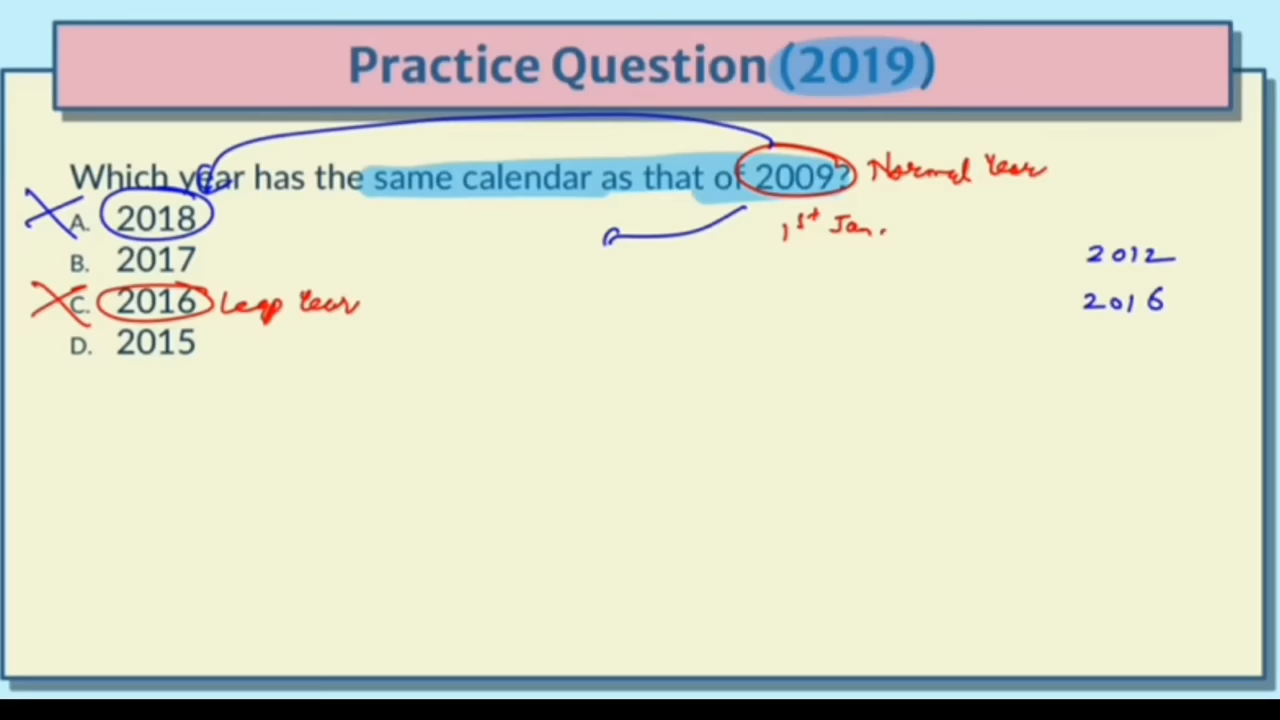 Practice Question (2019)
Which year has the same calendar as that of 2009? Normal Year
A. 2018
1st Jan.
B. 2017
2012
C. 2016 Leap Year
2016
D. 2015